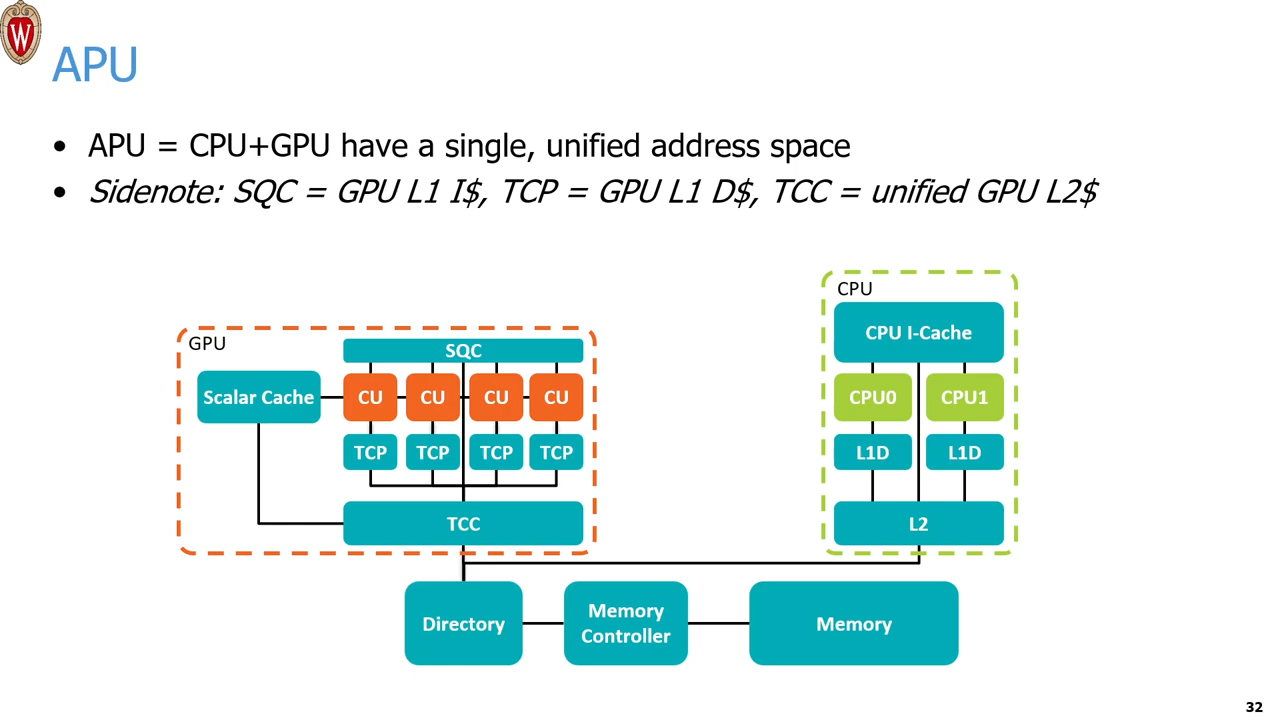 W
APU
• APU = CPU+GPU have a single, unified address space
• Sidenote: SQC = GPU L1 I$, TCP = GPU L1 D$, TCC = unified GPU L2$
GPU
SQC
Scalar Cache
CU
CU
CU
CU
TCP
TCP
TCP
TCP
TCC
CPU
CPU I-Cache
CPU0
CPU1
L1D
L1D
L2
Directory
Memory
Controller
Memory
32